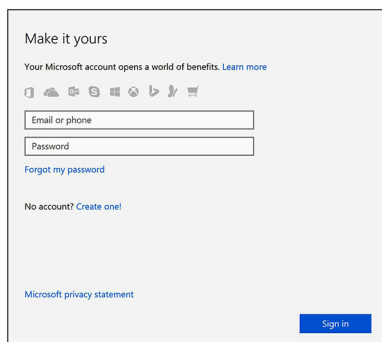 Make it yours
Your Microsoft account opens a world of benefits. Learn more
Email or phone
Password
Forgot my password
No account? Create one!
Microsoft privacy statement
Sign in